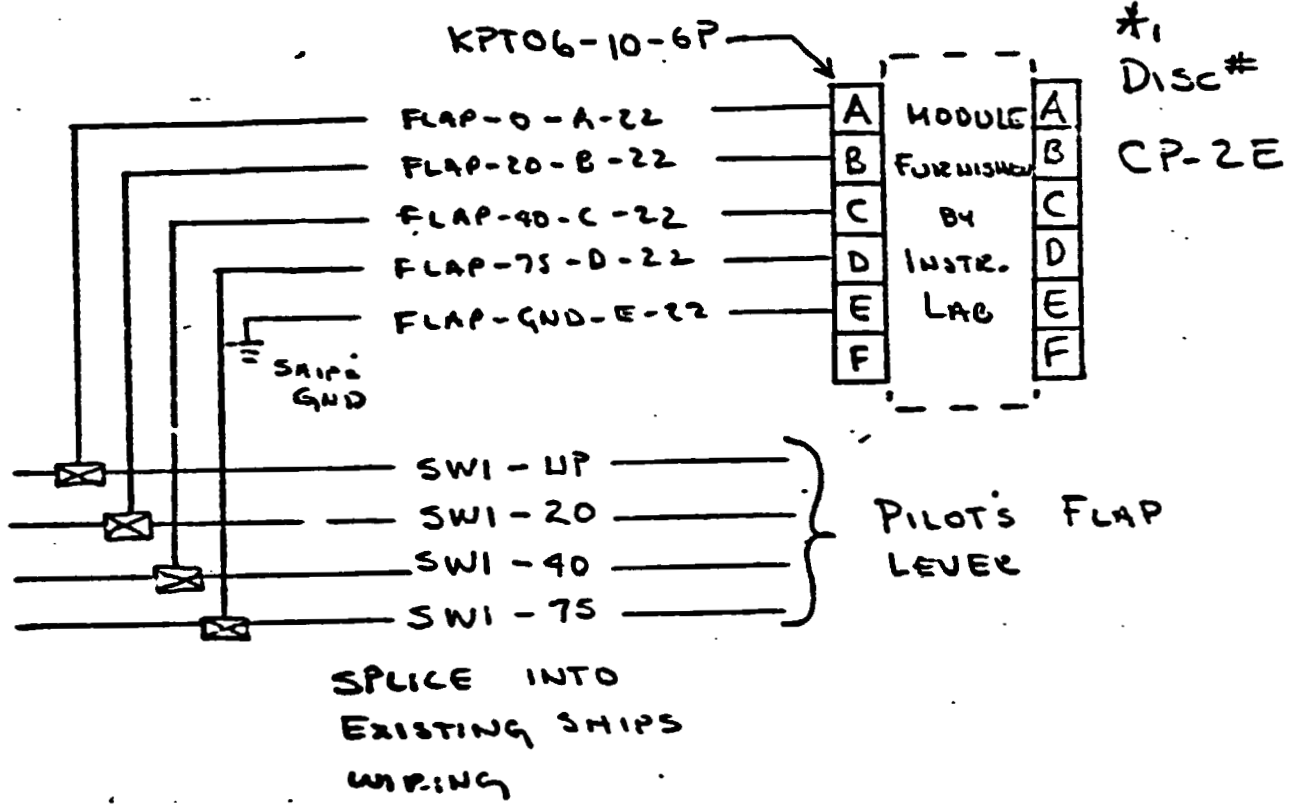 KPT06-10-6P
*1
DISC#
CP-2E
FLAP-0-A-22
FLAP-20-B-22
FLAP-40-C-22
FLAP-75-D-22
FLAP-GND-E-22
SHIPS
GND
A
B
C
D
E
F
MODULE
FURNISHED
BY
INSTR.
LAB
A
B
C
D
E
F
SW1-UP
SW1-20
SW1-40
SW1-75
PILOT'S FLAP
LEVER
SPLICE INTO
EXISTING SHIPS
WIRING